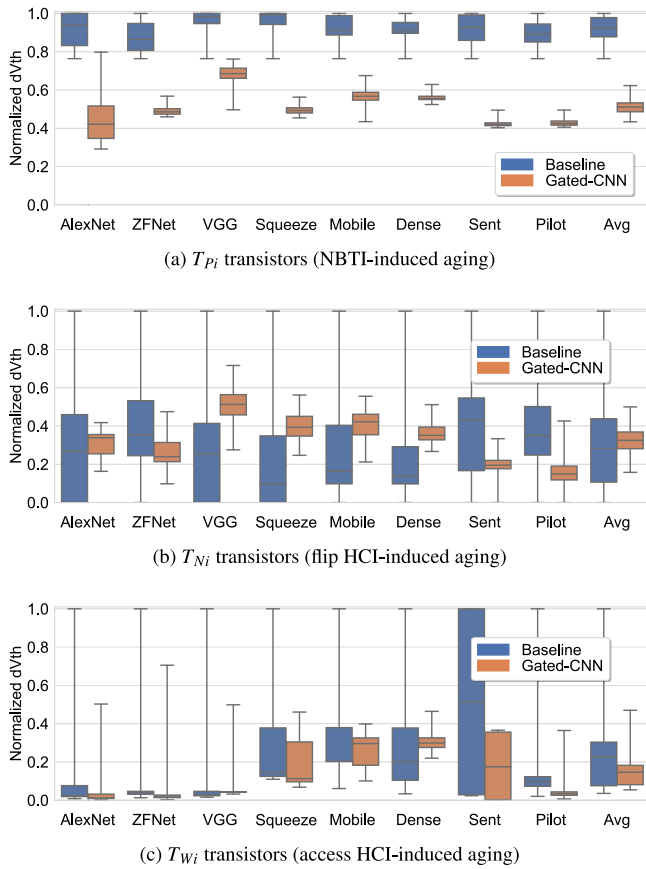 Normalized dVth
1.0
0.8
0.6
0.4
0.2
0.0
Baseline
Gated-CNN
AlexNet ZFNet VGG Squeeze Mobile Dense Sent Pilot Avg
(a) T_Pi transistors (NBTI-induced aging)
Normalized dVth
1.0
0.8
0.6
0.4
0.2
0.0
Baseline
Gated-CNN
AlexNet ZFNet VGG Squeeze Mobile Dense Sent Pilot Avg
(b) T_Ni transistors (flip HCI-induced aging)
Normalized dVth
1.0
0.8
0.6
0.4
0.2
0.0
Baseline
Gated-CNN
AlexNet ZFNet VGG Squeeze Mobile Dense Sent Pilot Avg
(c) T_Wi transistors (access HCI-induced aging)